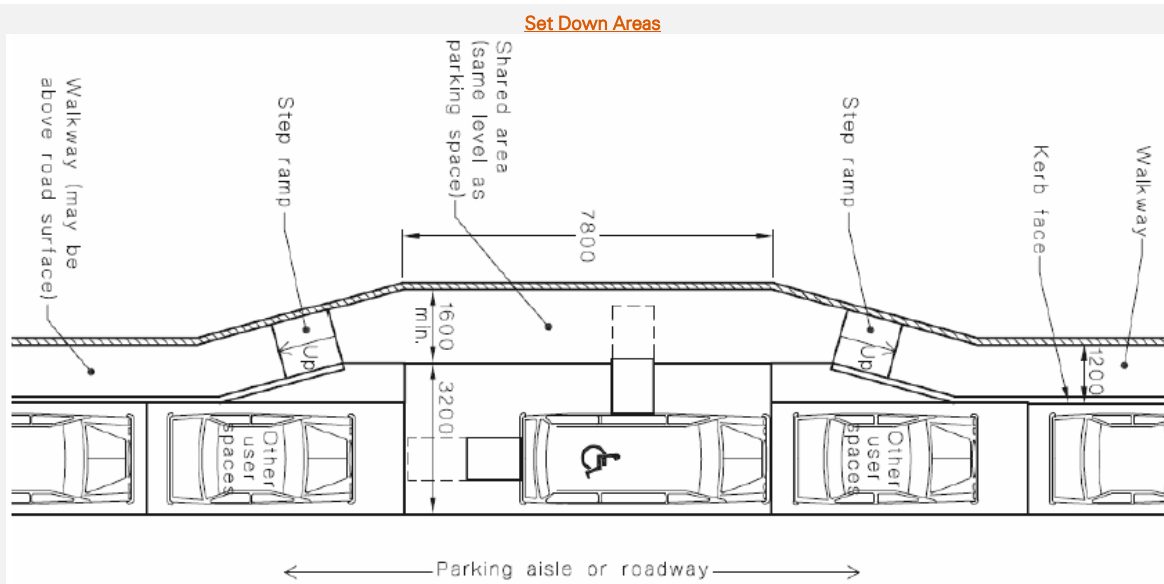 Set Down Areas
Walkway (may be
above road surface)
Step ramp
Shared area
(same level as
parking space)
7800
Step ramp
Kerb face
Walkway
1600
min.
Up
Up
1200
3200
Other
user
spaces
Other
user
spaces
Parking aisle or roadway